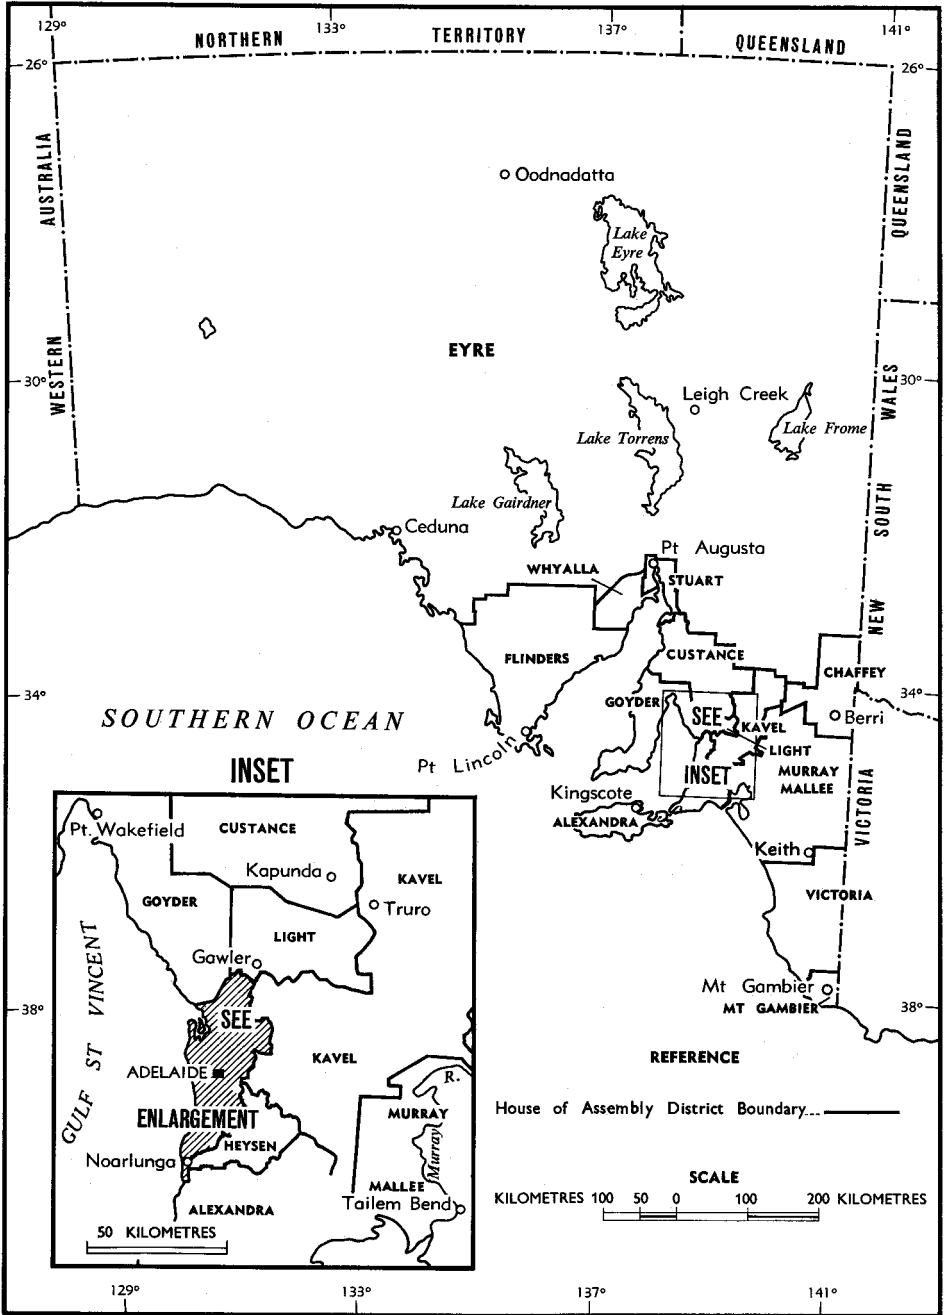 129°
133°
137°
141°
NORTHERN TERRITORY
QUEENSLAND
26°
26°
WESTERN AUSTRALIA
QUEENSLAND
Oodnadatta
Lake
Eyre
EYRE
30°
30°
Leigh Creek
Lake Frome
Lake Torrens
Lake Gairdner
NEW SOUTH WALES
Ceduna
Pt Augusta
WHYALLA
STUART
FLINDERS
CUSTANCE
CHAFFEY
34°
34°
GOYDER
SEE
INSET
KAVEL
LIGHT
Berri
SOUTHERN OCEAN
Pt Lincoln
MURRAY
MALLEE
Kingscote
ALEXANDRA
VICTORIA
Keith
VICTORIA
Mt Gambier
MT GAMBIER
38°
38°
INSET
Pt. Wakefield
CUSTANCE
Kapunda
KAVEL
GOYDER
Truro
LIGHT
Gawler
GULF ST VINCENT
SEE
ENLARGEMENT
ADELAIDE
KAVEL
R. Murray
MURRAY
MALLEE
HEYSEN
Noarlunga
Tailem Bend
ALEXANDRA
50 KILOMETRES
REFERENCE
House of Assembly District Boundary...
SCALE
KILOMETRES 100 50 0 100 200 KILOMETRES
129°
133°
137°
141°